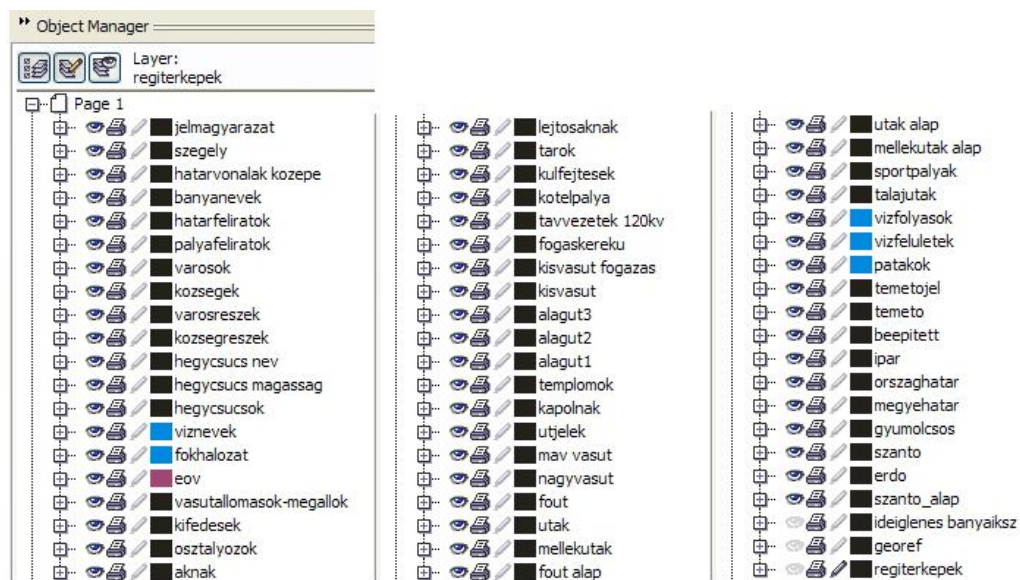 Object Manager
Layer:
regiterkepek
Page 1
jelmagyarazat
szegely
hatarvonalak kozepe
banyanevek
hatarfeliratok
palyafeliratok
varosok
kozsegek
varosreszek
kozsegreszek
hegycsucs nev
hegycsucs magassag
hegycsucsok
viznevek
fokhalozat
eov
vasutallomasok-megallok
kifedesek
osztalyozok
aknak
lejtosaknak
tarok
kulfejtesek
kotelpalya
tavvezetek 120kv
fogaskereku
kisvasut fogazas
kisvasut
alagut3
alagut2
alagut1
templomok
kapolnak
utjelek
mav vasut
nagyvasut
fout
utak
mellekutak
fout alap
utak alap
mellekutak alap
sportpalyak
talajutak
vizfolyasok
vizfeluletek
patakok
temetojel
temeto
beepitett
ipar
orszaghatar
megyehatar
gyumolcsos
szanto
erdo
szanto_alap
ideiglenes banyaiksz
georef
regiterkepek